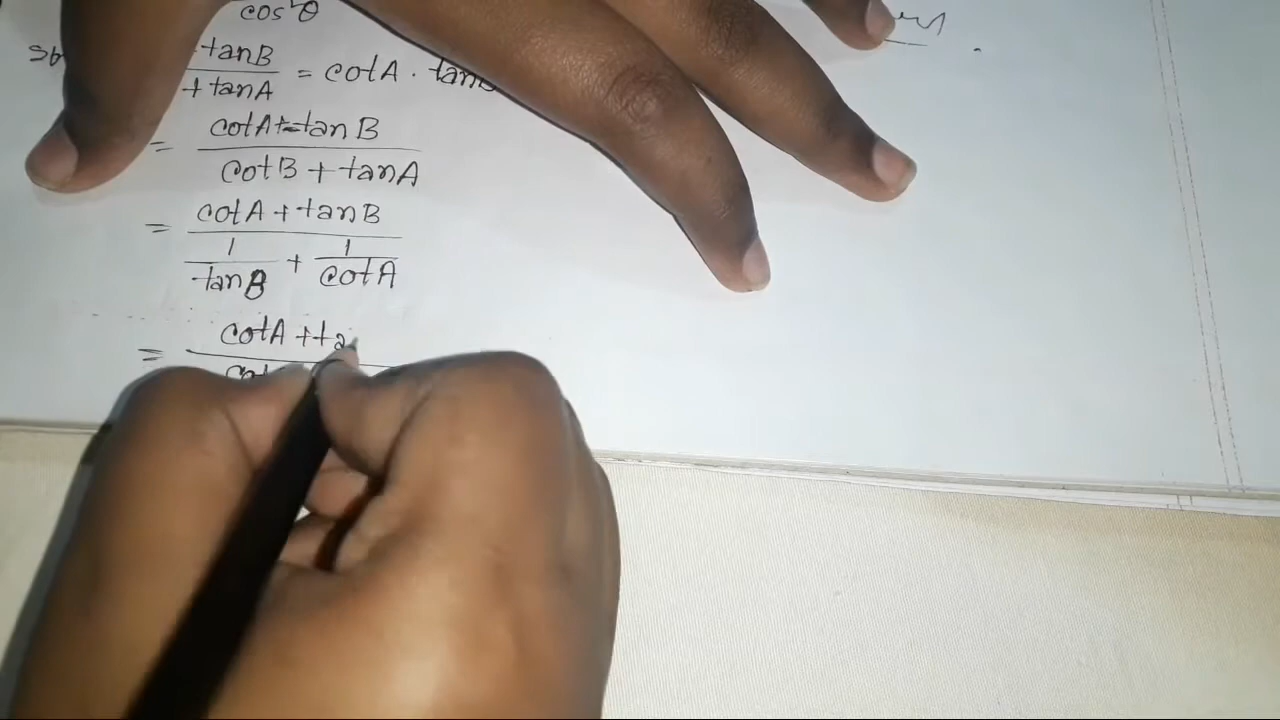 cos²θ
tanB
+ tanA = cotA · tan
= cotA + tanB
cotB + tanA
= cotA + tanB
1/tanB + 1/cotA
= cotA + ta